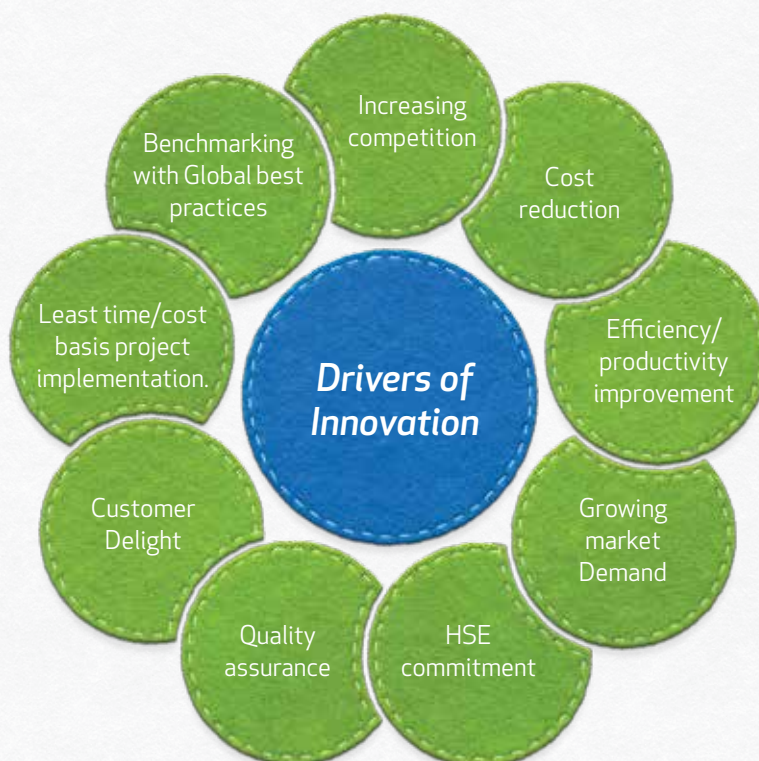 Increasing
competition
Cost
reduction
Efficiency/
productivity
improvement
Growing
market
Demand
HSE
commitment
Quality
assurance
Customer
Delight
Least time/cost
basis project
implementation.
Benchmarking
with Global best
practices
Drivers of
Innovation